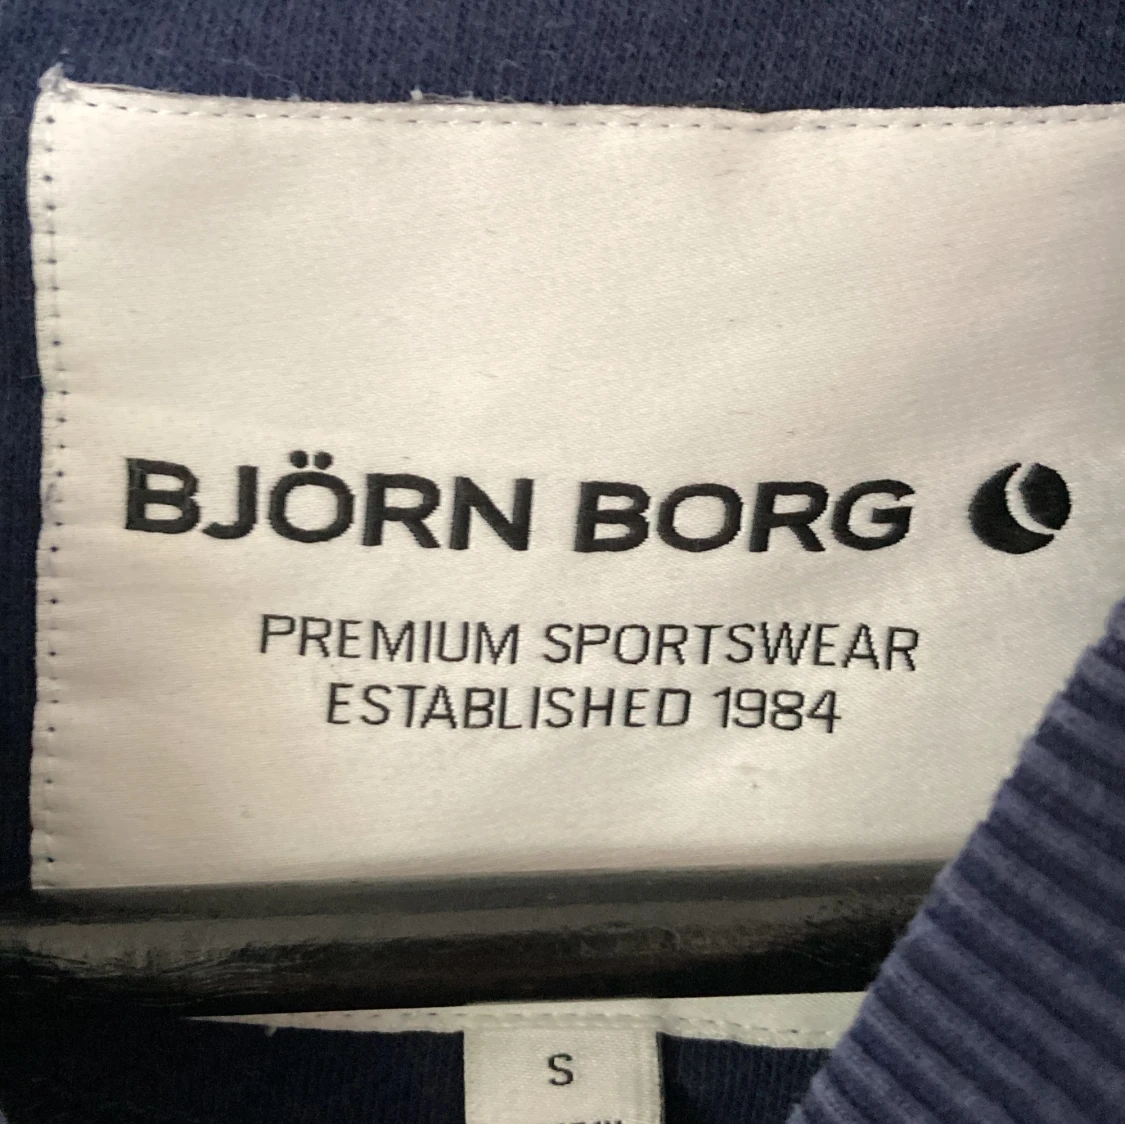 BJÖRN BORG
PREMIUM SPORTSWEAR
ESTABLISHED 1984
S